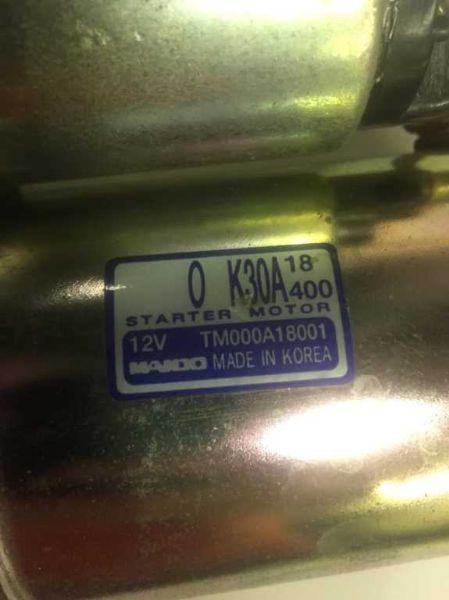 0 K30A 18 400
STARTER MOTOR
12V TM000A18001
MANDO MADE IN KOREA